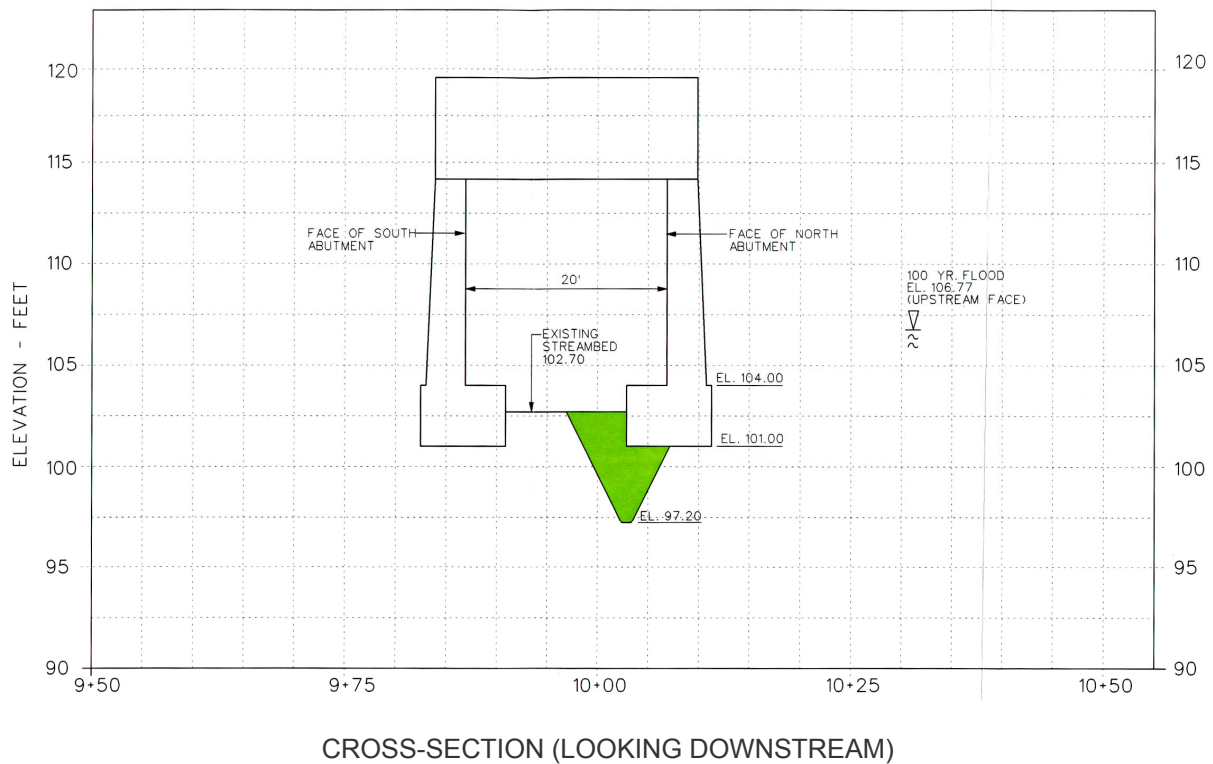 120
120
115
115
FACE OF SOUTH
ABUTMENT
FACE OF NORTH
ABUTMENT
110
110
20'
100 YR. FLOOD
EL. 106.77
(UPSTREAM FACE)
ELEVATION - FEET
EXISTING
STREAMBED
102.70
105
105
EL. 104.00
EL. 101.00
100
100
EL. 97.20
95
95
90
90
9+50
9+75
10+00
10+25
10+50
CROSS-SECTION (LOOKING DOWNSTREAM)